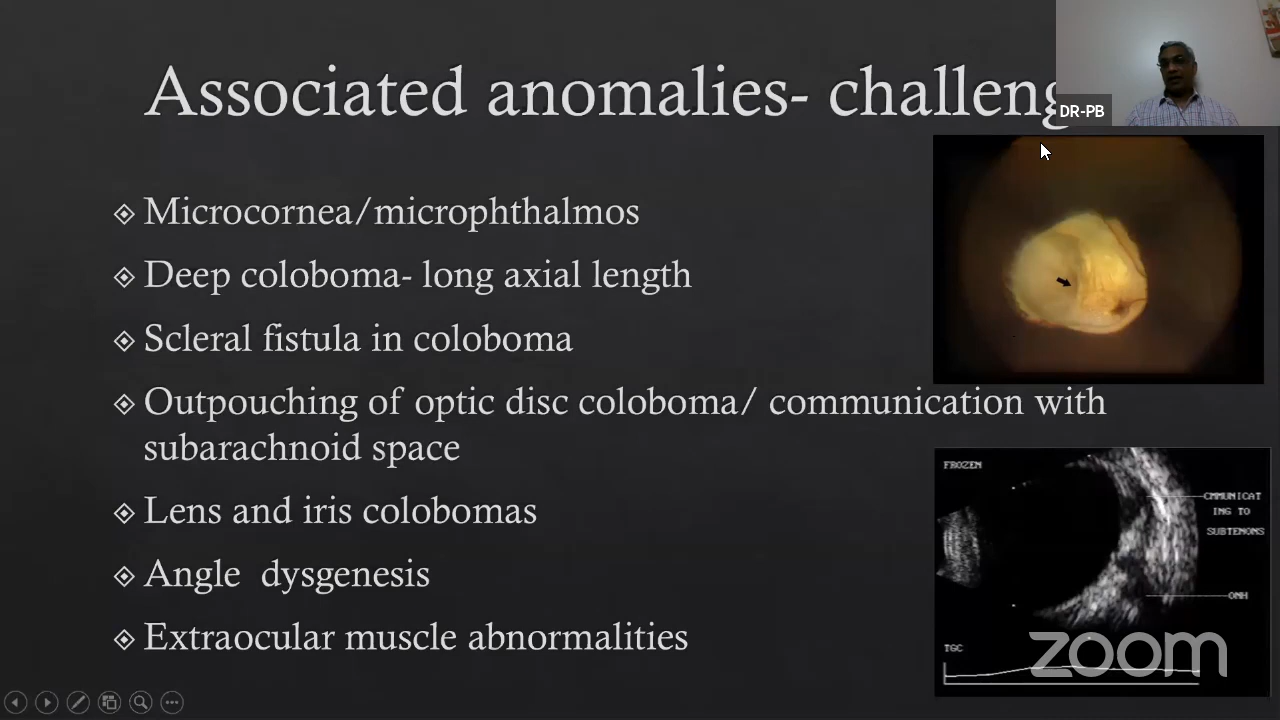 Associated anomalies- challeng
DR-PB
Microcornea/microphthalmos
Deep coloboma- long axial length
Scleral fistula in coloboma
Outpouching of optic disc coloboma/ communication with
subarachnoid space
Lens and iris colobomas
Angle dysgenesis
Extraocular muscle abnormalities
FROZEN
CMMUNICAT
ING TO
SUBTENONS
ONH
TGC
zoom